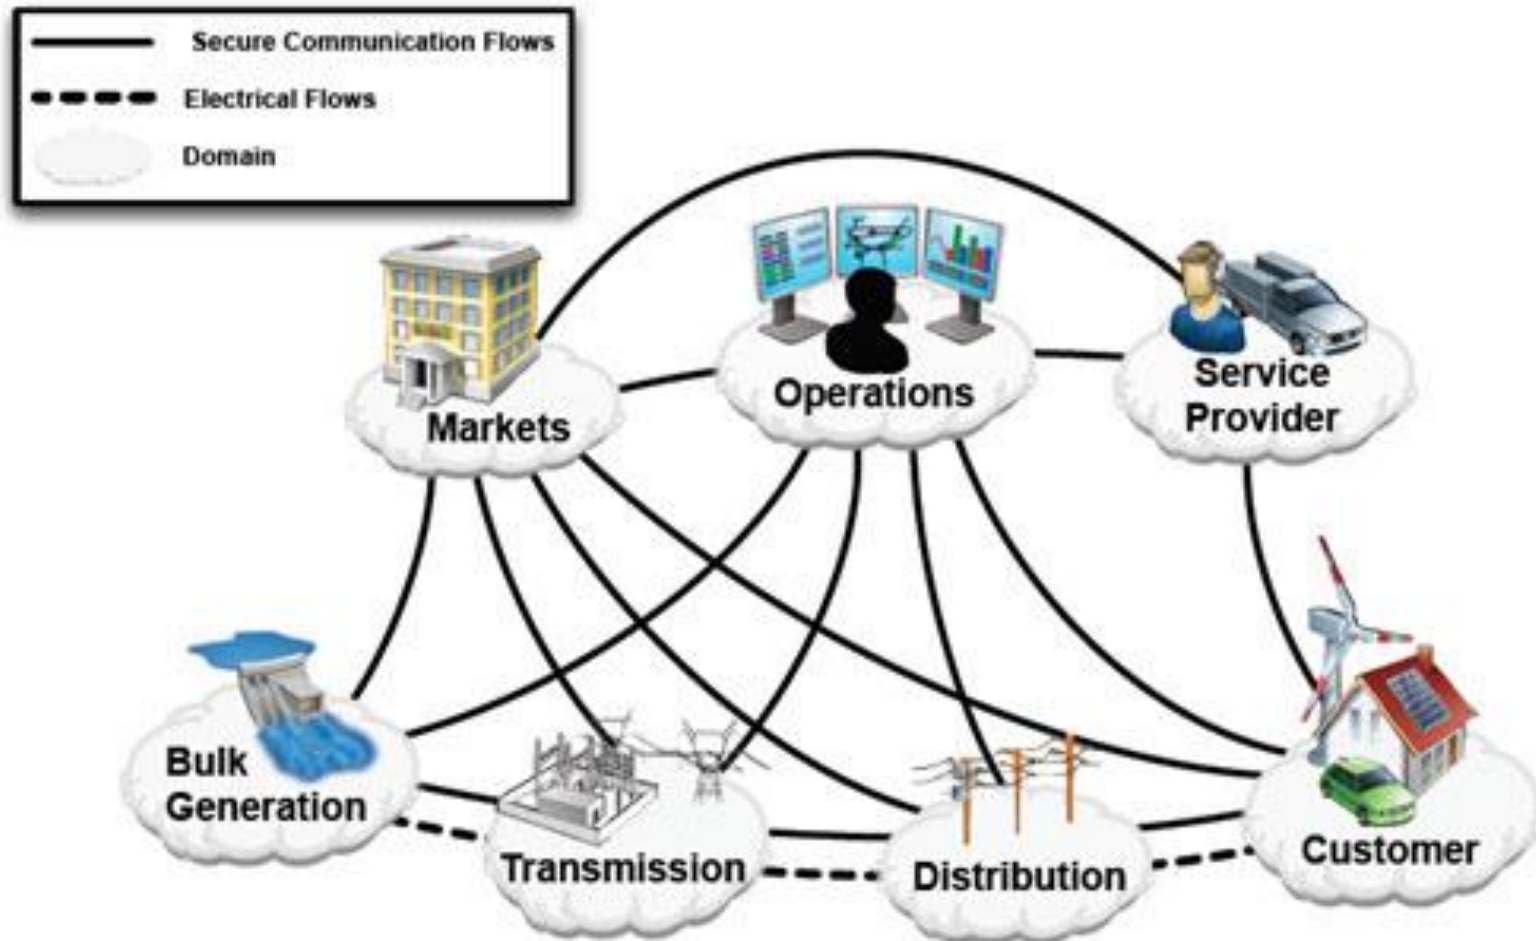 Secure Communication Flows
Electrical Flows
Domain
Markets
Operations
Service
Provider
Bulk
Generation
Transmission
Distribution
Customer